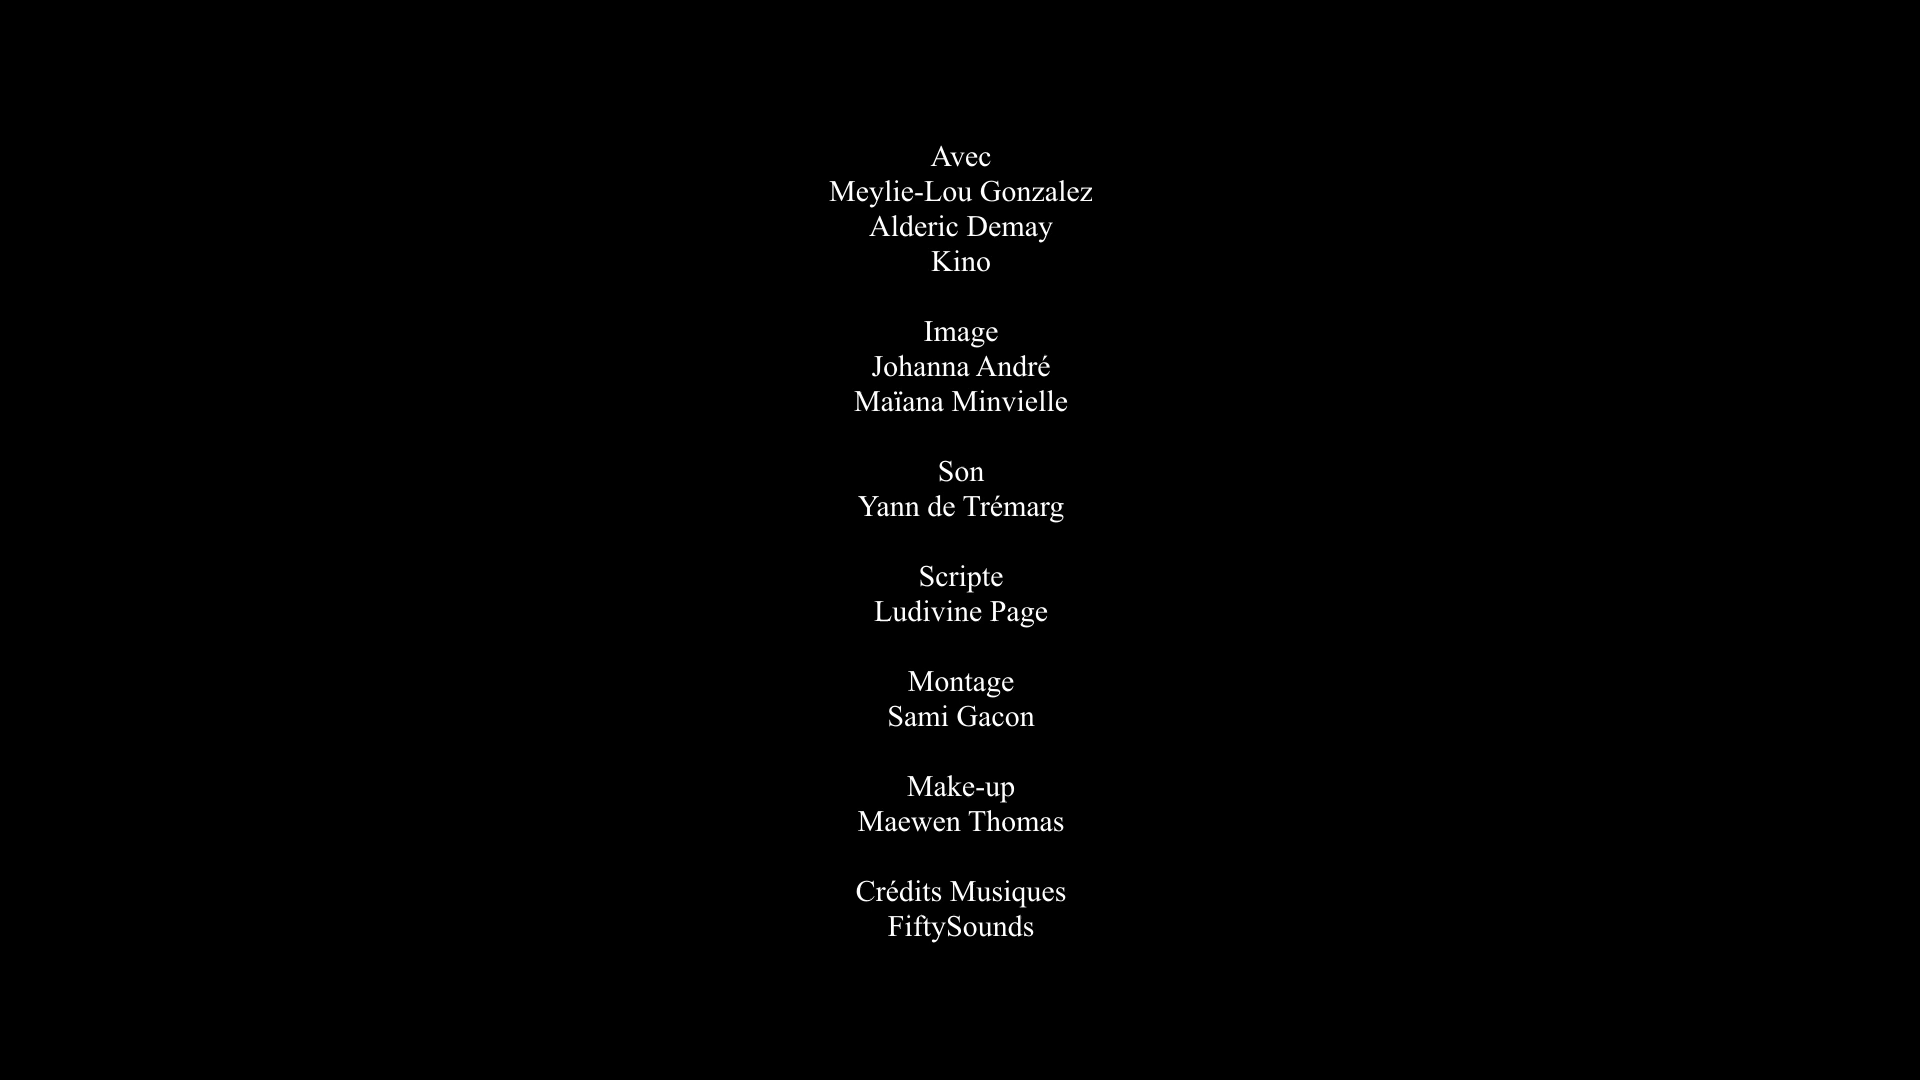 Avec
Meylie-Lou Gonzalez
Alderic Demay
Kino
Image
Johanna André
Maïana Minvielle
Son
Yann de Trémarg
Scripte
Ludivine Page
Montage
Sami Gacon
Make-up
Maewen Thomas
Crédits Musiques
FiftySounds